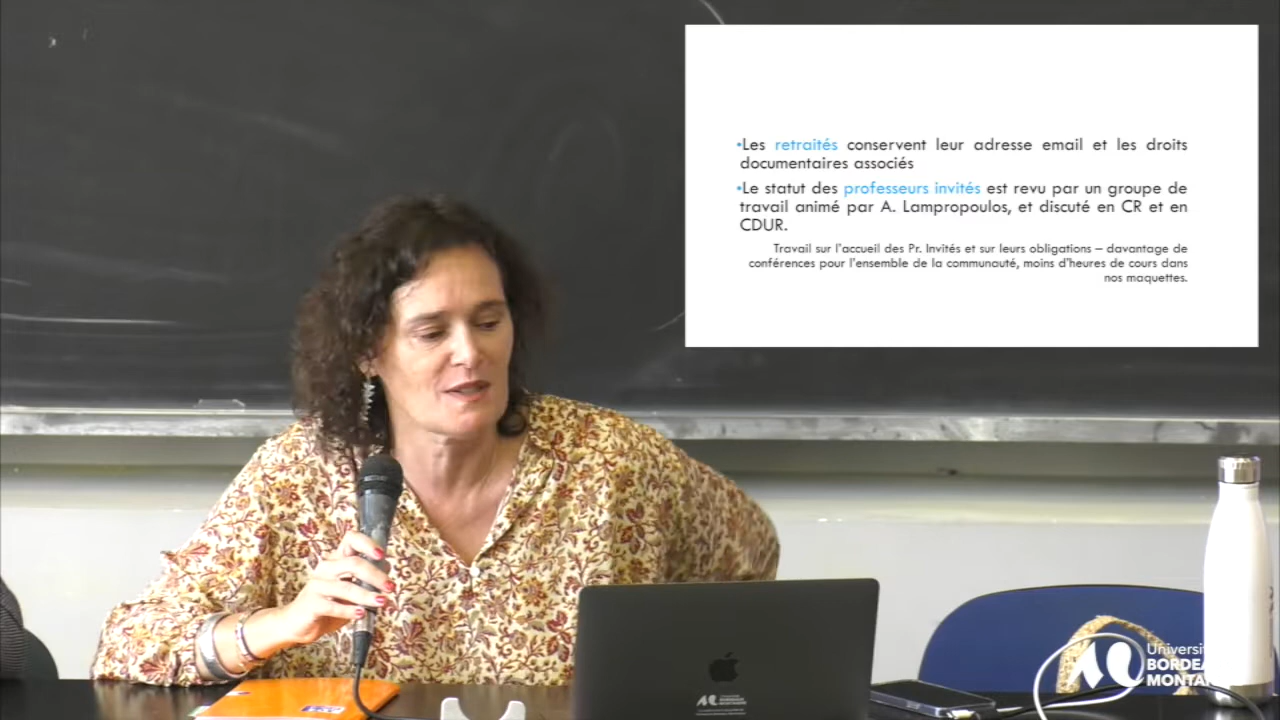 •Les retraités conservent leur adresse email et les droits
documentaires associés
•Le statut des professeurs invités est revu par un groupe de
travail animé par A. Lampropoulos, et discuté en CR et en
CDUR.
Travail sur l'accueil des Pr. Invités et sur leurs obligations – davantage de
conférences pour l'ensemble de la communauté, moins d'heures de cours dans
nos maquettes.
Universit
BORDEA
MONTA